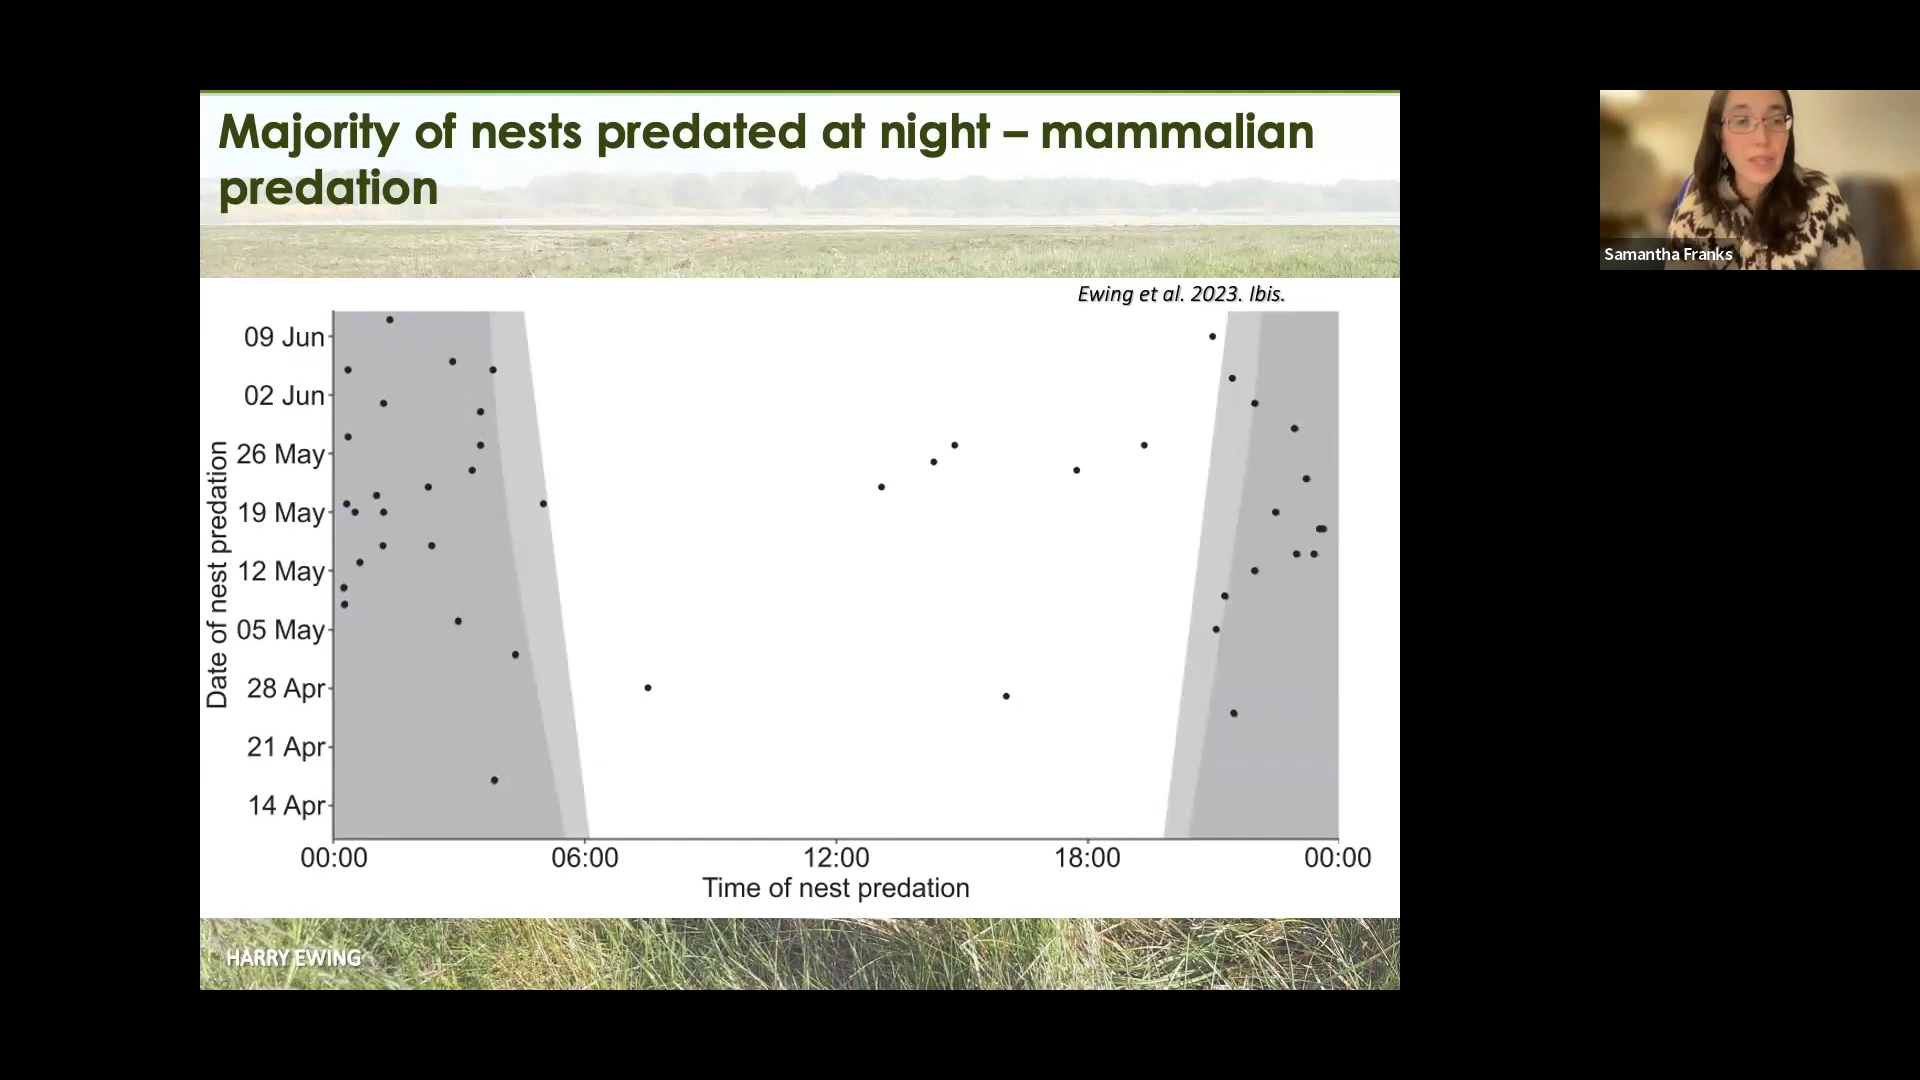 Majority of nests predated at night – mammalian
predation
Samantha Franks
Ewing et al. 2023. Ibis.
Date of nest predation
09 Jun
02 Jun
26 May
19 May
12 May
05 May
28 Apr
21 Apr
14 Apr
00:00 06:00 12:00 18:00 00:00
Time of nest predation
HARRY EWING